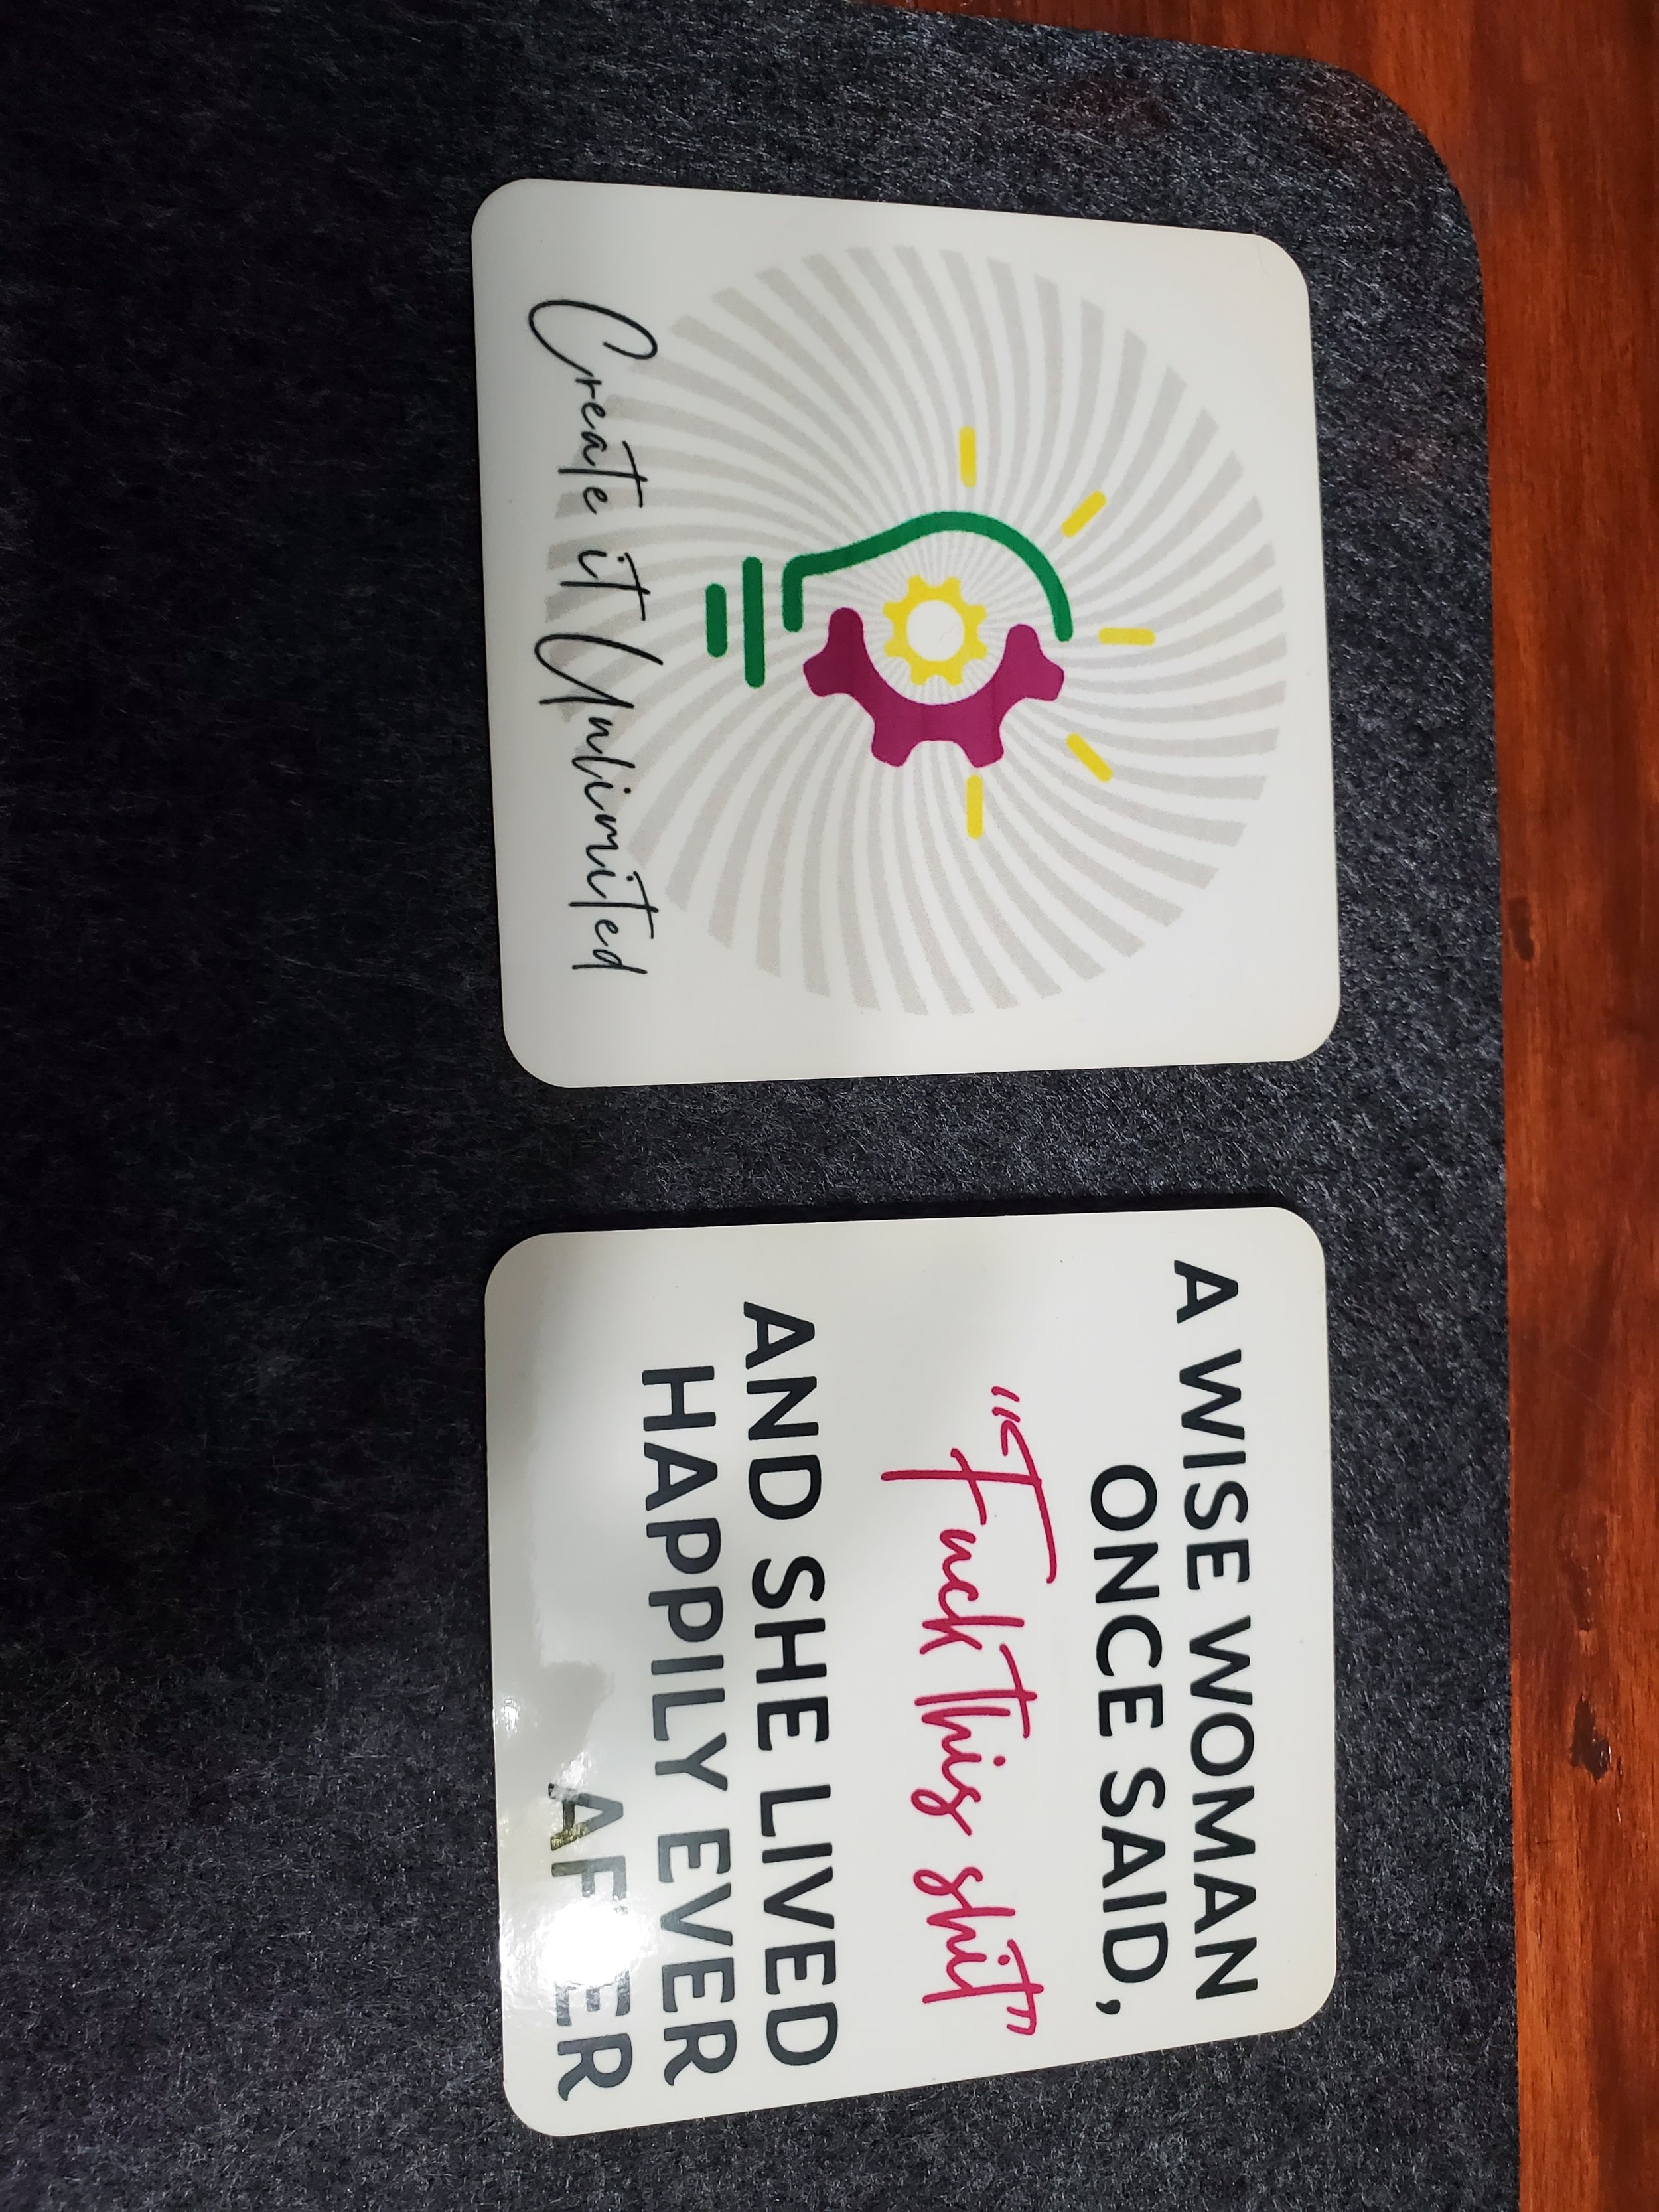 Create it Unlimited
A WISE WOMAN
ONCE SAID,
"Fuck this shit"
AND SHE LIVED
HAPPILY EVER
AFTER